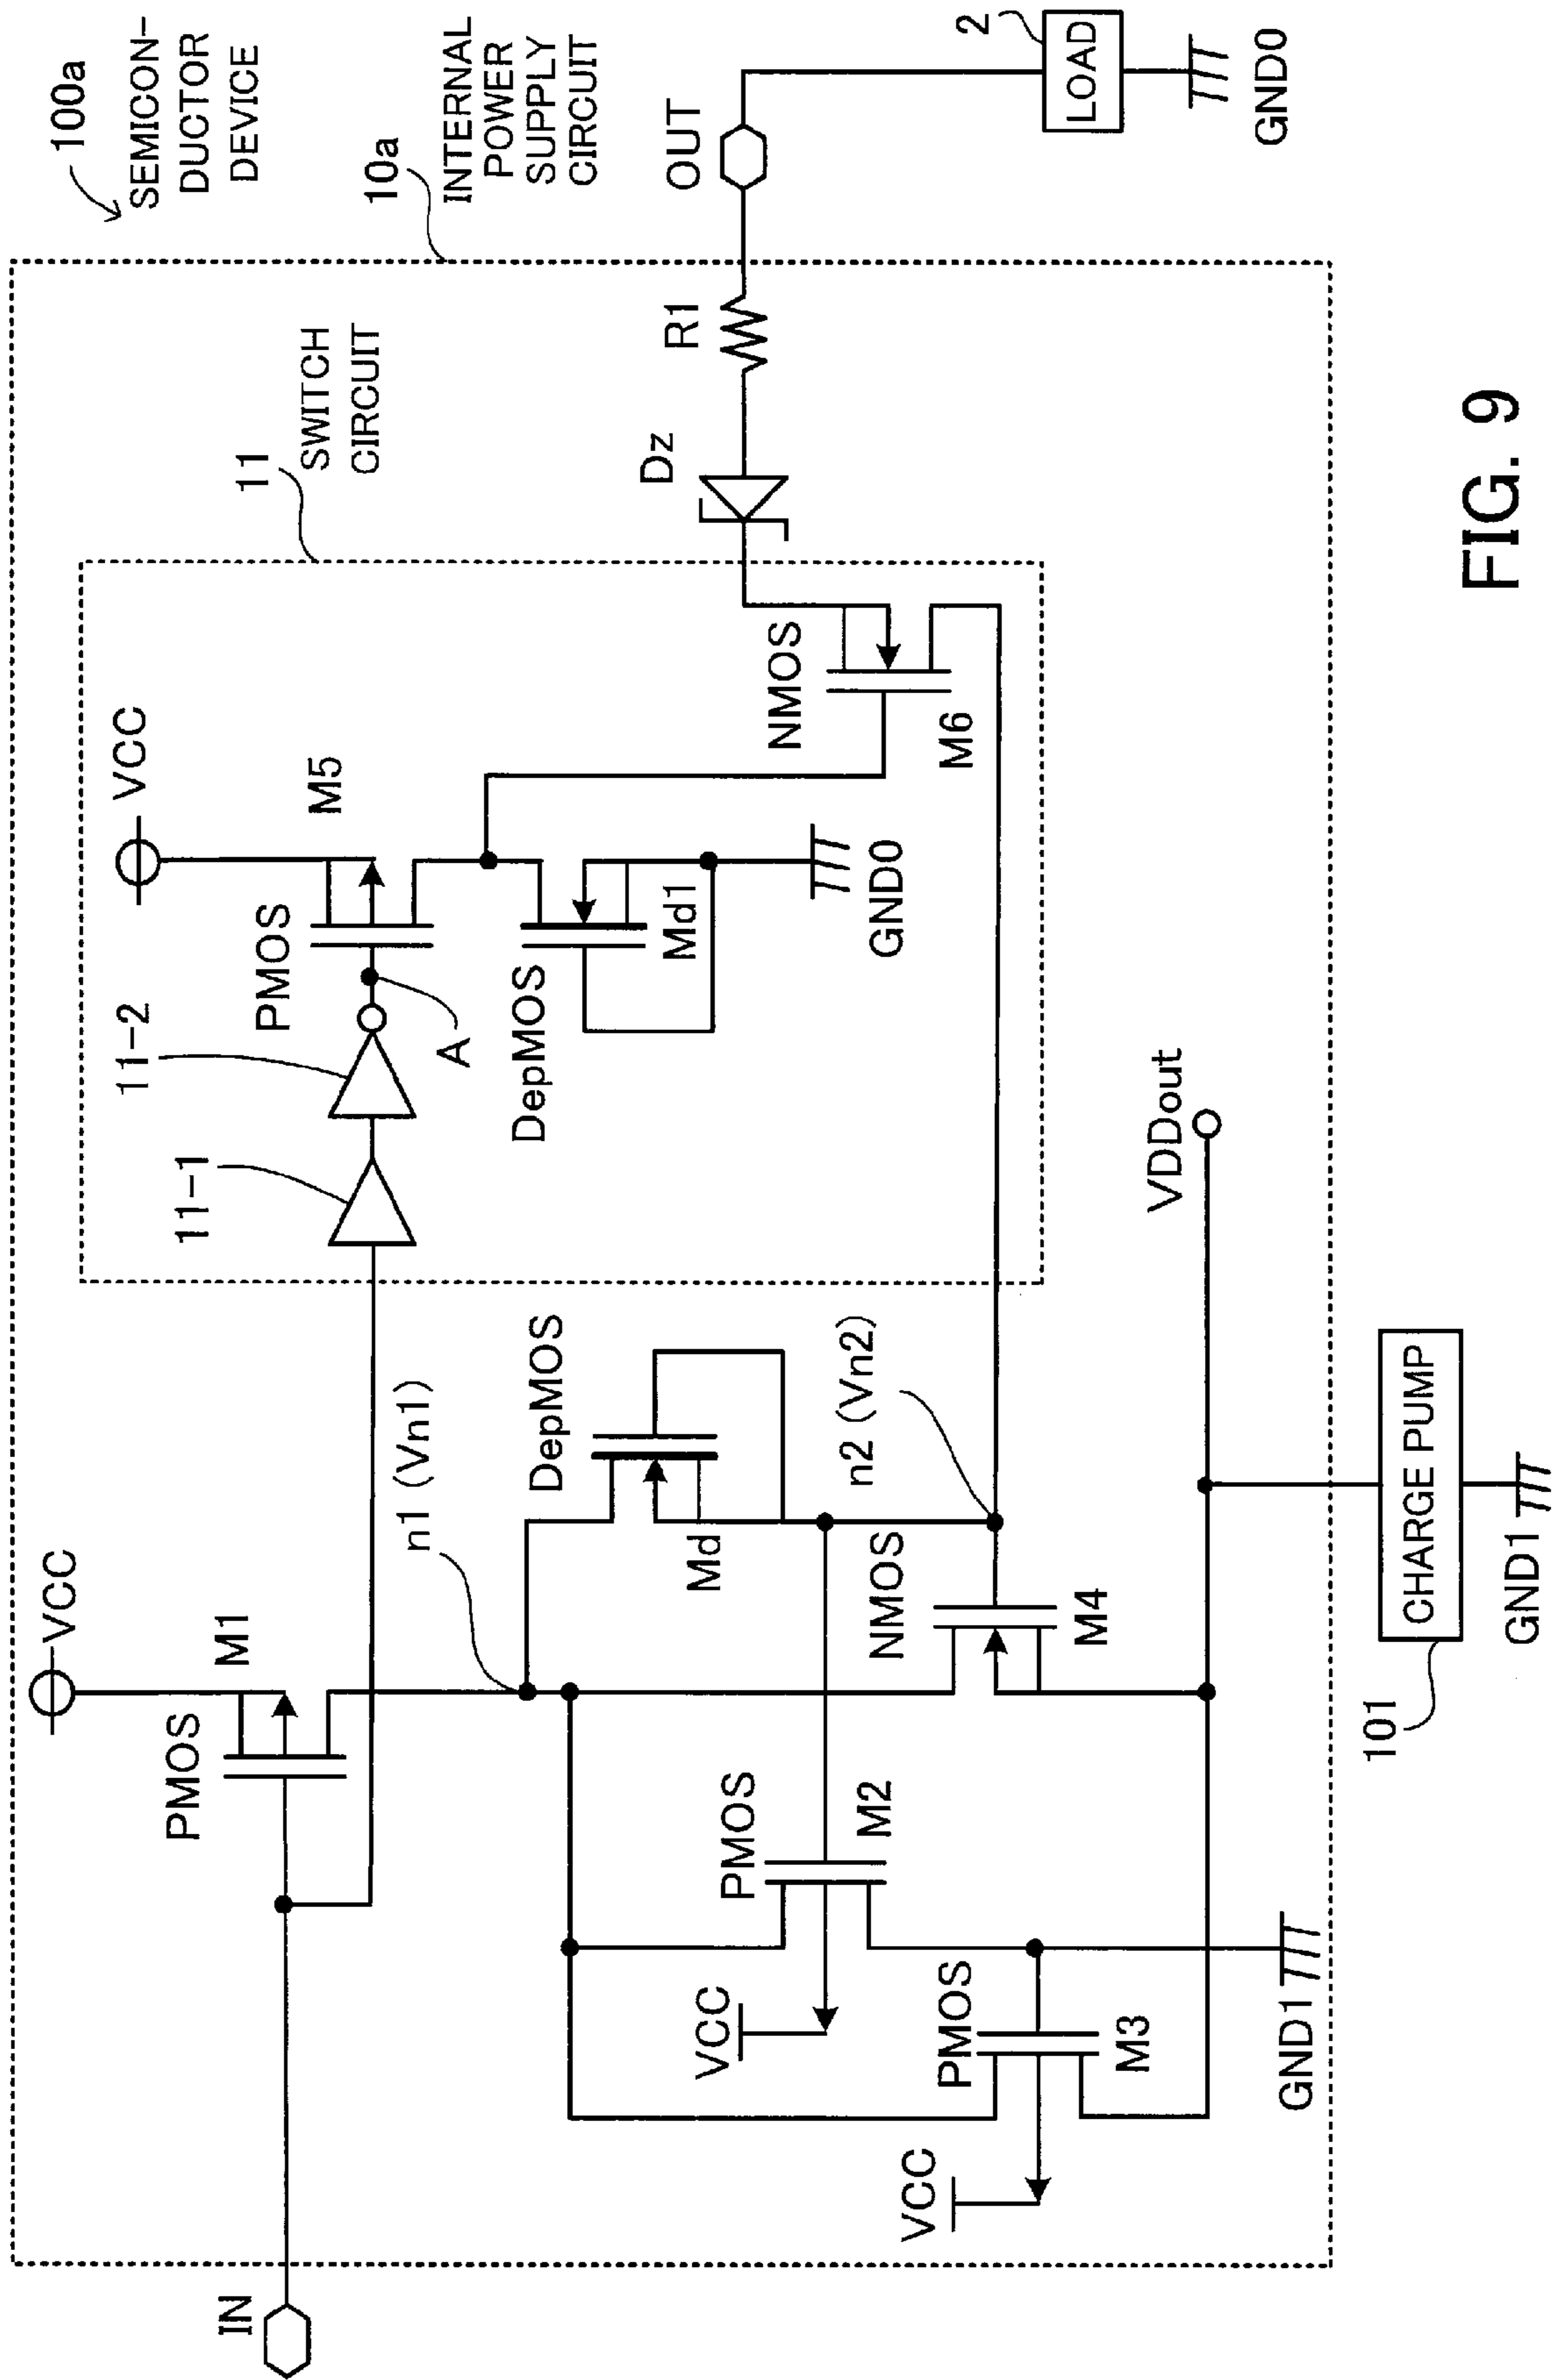 100a
SEMICON-
DUCTOR
DEVICE
10a
INTERNAL
POWER
SUPPLY
CIRCUIT
11
SWITCH
CIRCUIT
IN
VCC
PMOS
M1
n1 (Vn1)
11-1
11-2
A
PMOS
M5
VCC
DepMOS
Md1
GND0
NMOS
M6
Dz
R1
OUT
2
LOAD
GND0
DepMOS
Md
n2 (Vn2)
VCC
PMOS
M2
NMOS
M4
VCC
PMOS
M3
GND1
VDDout
101
CHARGE PUMP
GND1
FIG. 9